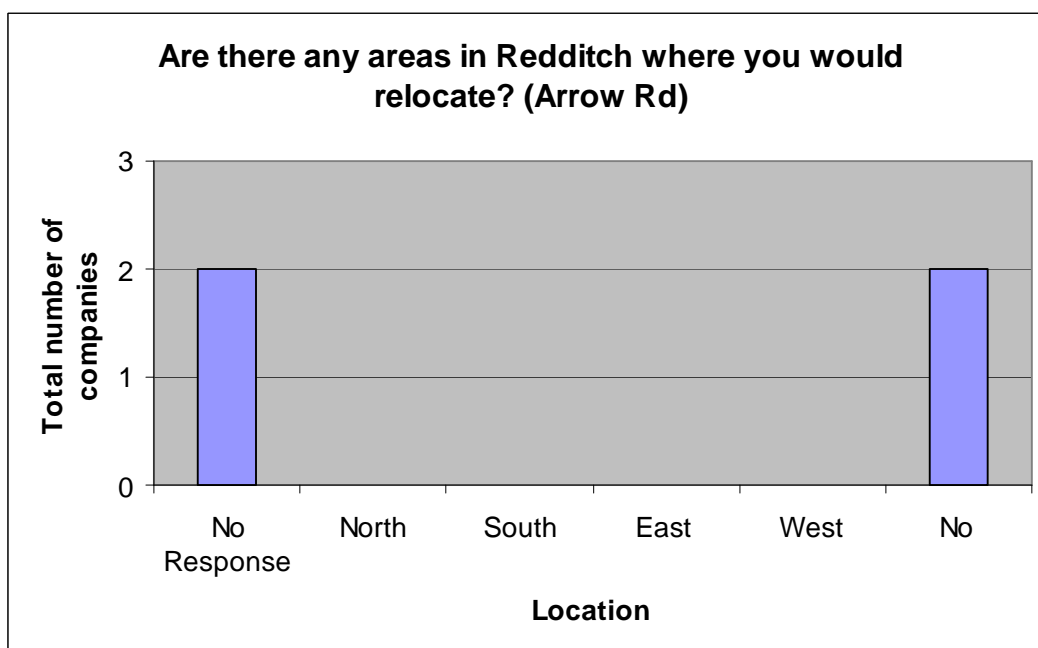 Are there any areas in Redditch where you would
relocate? (Arrow Rd)
Total number of
companies
3
2
1
0
No
Response
North
South
East
West
No
Location